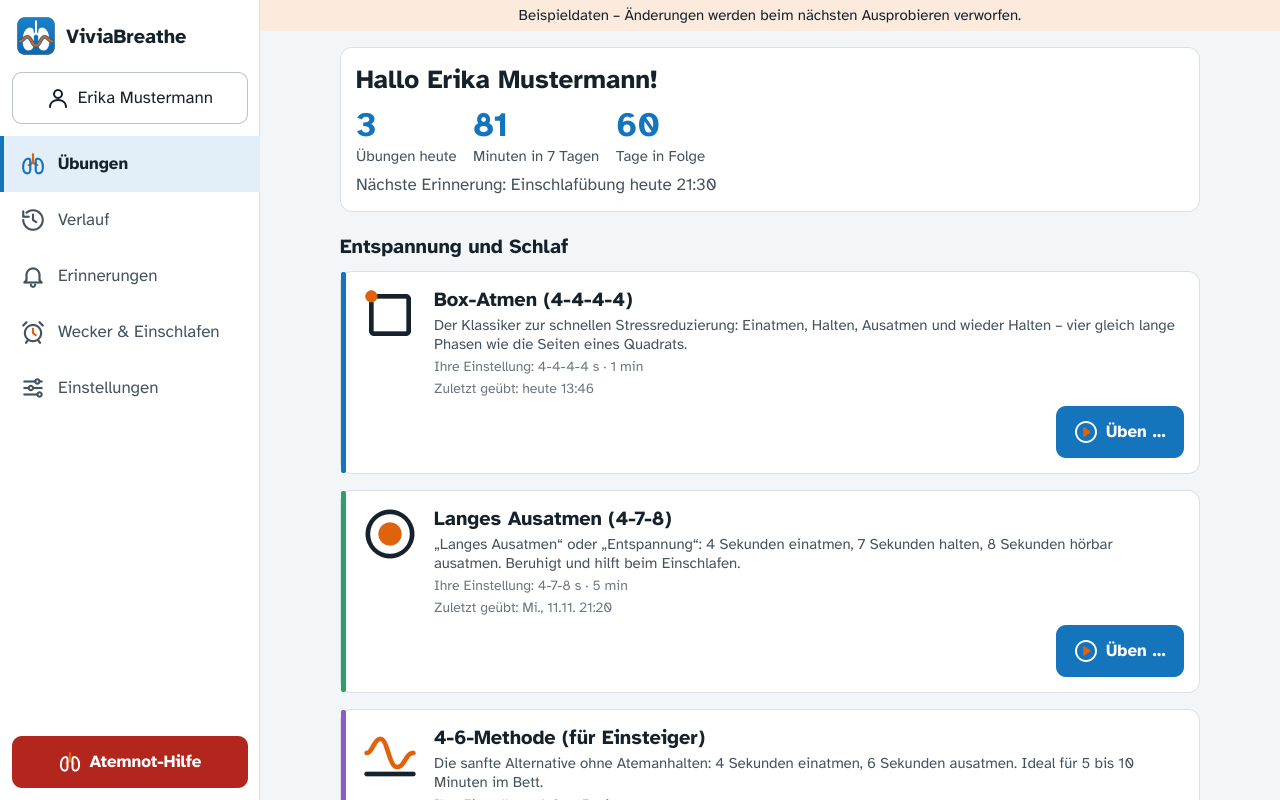 Beispieldaten – Änderungen werden beim nächsten Ausprobieren verworfen.
ViviaBreathe
Erika Mustermann
Übungen
Verlauf
Erinnerungen
Wecker & Einschlafen
Einstellungen
Atemnot-Hilfe
Hallo Erika Mustermann!
3 81 60
Übungen heute Minuten in 7 Tagen Tage in Folge
Nächste Erinnerung: Einschlafübung heute 21:30
Entspannung und Schlaf
Box-Atmen (4-4-4-4)
Der Klassiker zur schnellen Stressreduzierung: Einatmen, Halten, Ausatmen und wieder Halten – vier gleich lange
Phasen wie die Seiten eines Quadrats.
Ihre Einstellung: 4-4-4-4 s · 1 min
Zuletzt geübt: heute 13:46
Üben ...
Langes Ausatmen (4-7-8)
„Langes Ausatmen“ oder „Entspannung“: 4 Sekunden einatmen, 7 Sekunden halten, 8 Sekunden hörbar
ausatmen. Beruhigt und hilft beim Einschlafen.
Ihre Einstellung: 4-7-8 s · 5 min
Zuletzt geübt: Mi., 11.11. 21:20
Üben ...
4-6-Methode (für Einsteiger)
Die sanfte Alternative ohne Atemanhalten: 4 Sekunden einatmen, 6 Sekunden ausatmen. Ideal für 5 bis 10
Minuten im Bett.